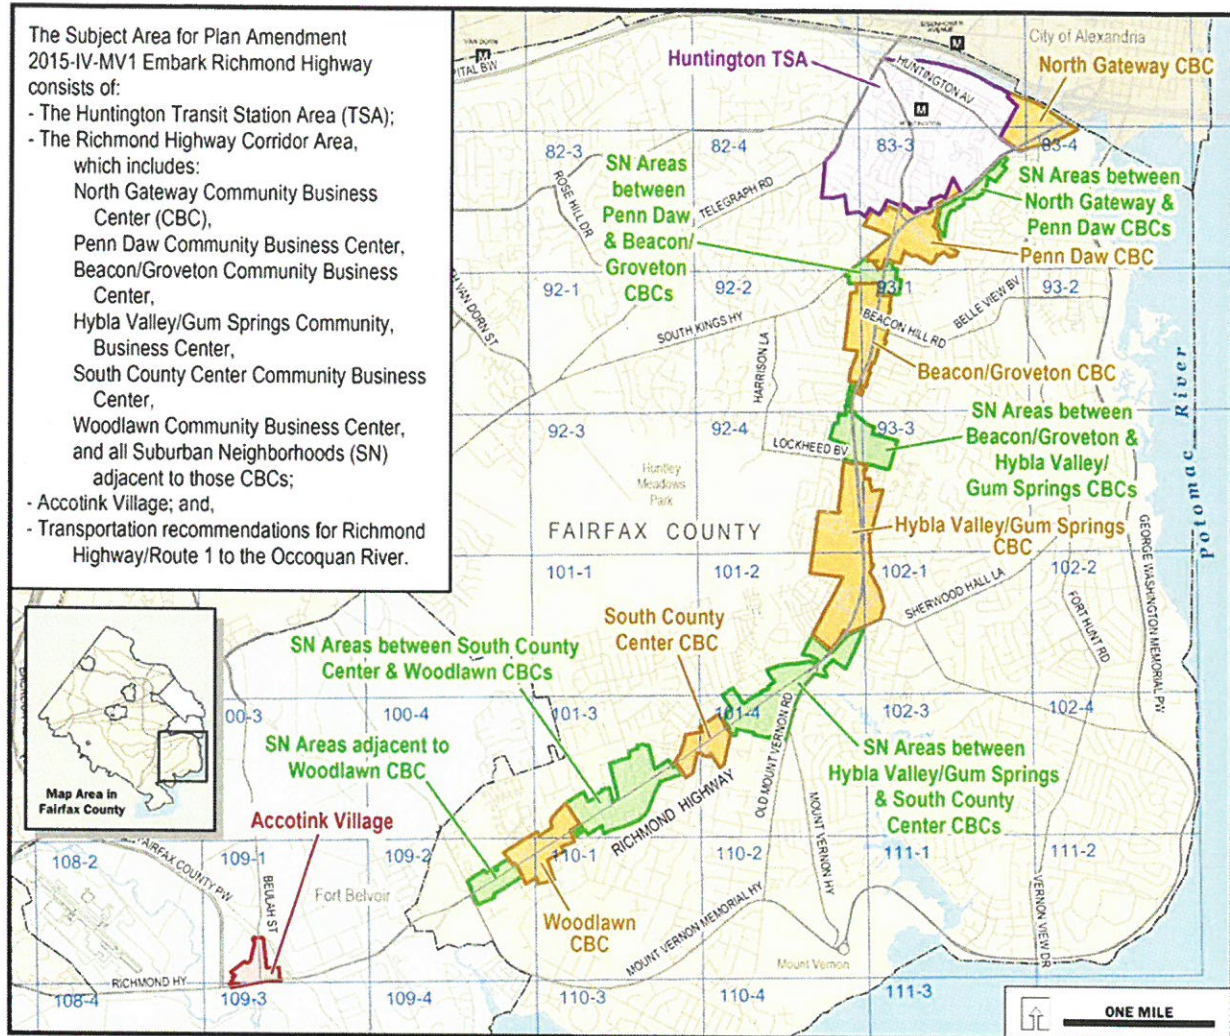 The Subject Area for Plan Amendment
2015-IV-MV1 Embark Richmond Highway
consists of:
- The Huntington Transit Station Area (TSA);
- The Richmond Highway Corridor Area,
which includes:
North Gateway Community Business
Center (CBC),
Penn Daw Community Business Center,
Beacon/Groveton Community Business
Center,
Hybla Valley/Gum Springs Community,
Business Center,
South County Center Community Business
Center,
Woodlawn Community Business Center,
and all Suburban Neighborhoods (SN)
adjacent to those CBCs;
- Accotink Village; and,
- Transportation recommendations for Richmond
Highway/Route 1 to the Occoquan River.
VAN DORN
M
PITAL BW
EISENHOWER
AVENUE
M
City of Alexandria
Huntington TSA
HUNTINGTON AV
North Gateway CBC
M
HUNTINGTON
82-3
82-4
83-3
83-4
SN Areas
between
Penn Daw
& Beacon/
Groveton
CBCs
ROSE HILL DR
TELEGRAPH RD
SN Areas between
North Gateway &
Penn Daw CBCs
Penn Daw CBC
VAN DORN ST
92-1
92-2
93-1
93-2
SOUTH KINGS HY
HARRISON LA
BEACON HILL RD
BELLE VIEW BV
Beacon/Groveton CBC
92-3
92-4
93-3
LOCKHEED BV
SN Areas between
Beacon/Groveton &
Hybla Valley/
Gum Springs CBCs
Potomac River
Huntley
Meadows
Park
FAIRFAX COUNTY
Hybla Valley/Gum Springs
CBC
GEORGE WASHINGTON MEMORIAL PW
101-1
101-2
102-1
102-2
SHERWOOD HALL LA
FORT HUNT RD
South County
Center CBC
SN Areas between South County
Center & Woodlawn CBCs
00-3
100-4
101-3
101-4
102-3
102-4
OLD MOUNT VERNON RD
SN Areas adjacent to
Woodlawn CBC
RICHMOND HIGHWAY
SN Areas between
Hybla Valley/Gum Springs
& South County
Center CBCs
Map Area in
Fairfax County
Accotink Village
MOUNT VERNON HY
FAIRFAX COUNTY PW
108-2
109-1
109-2
110-1
110-2
111-1
111-2
BEULAH ST
Fort Belvoir
Woodlawn
CBC
MOUNT VERNON MEMORIAL HY
VERNON VIEW DR
Mount Vernon
RICHMOND HY
108-4
109-3
109-4
110-3
110-4
111-3
ONE MILE